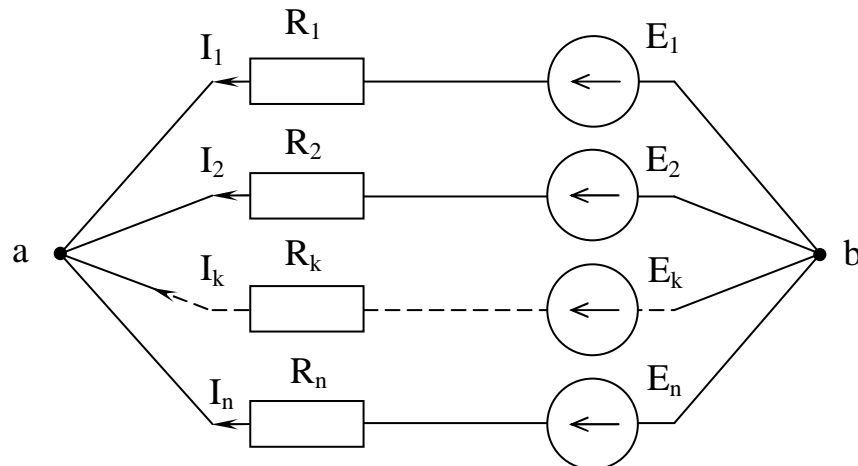 R₁
I₁
E₁
R₂
I₂
E₂
a
b
Rₖ
Iₖ
Eₖ
Rₙ
Iₙ
Eₙ